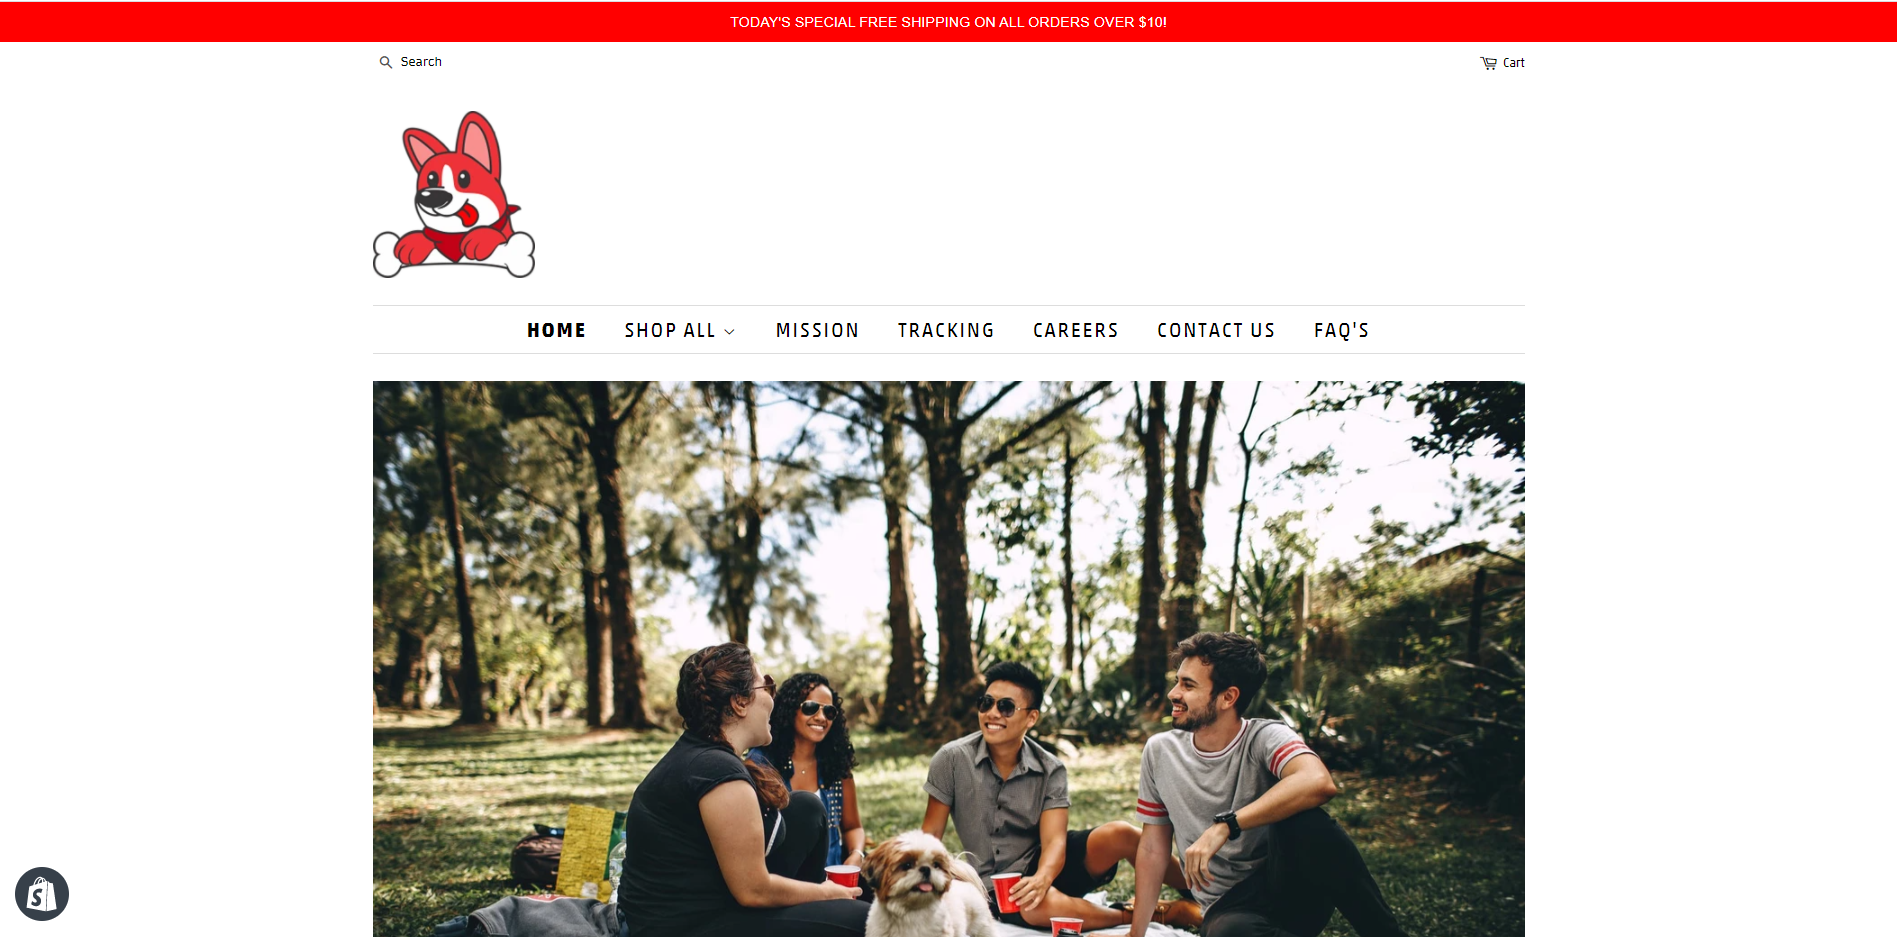 TODAY'S SPECIAL FREE SHIPPING ON ALL ORDERS OVER $10!
Search
Cart
HOME SHOP ALL MISSION TRACKING CAREERS CONTACT US FAQ'S
S